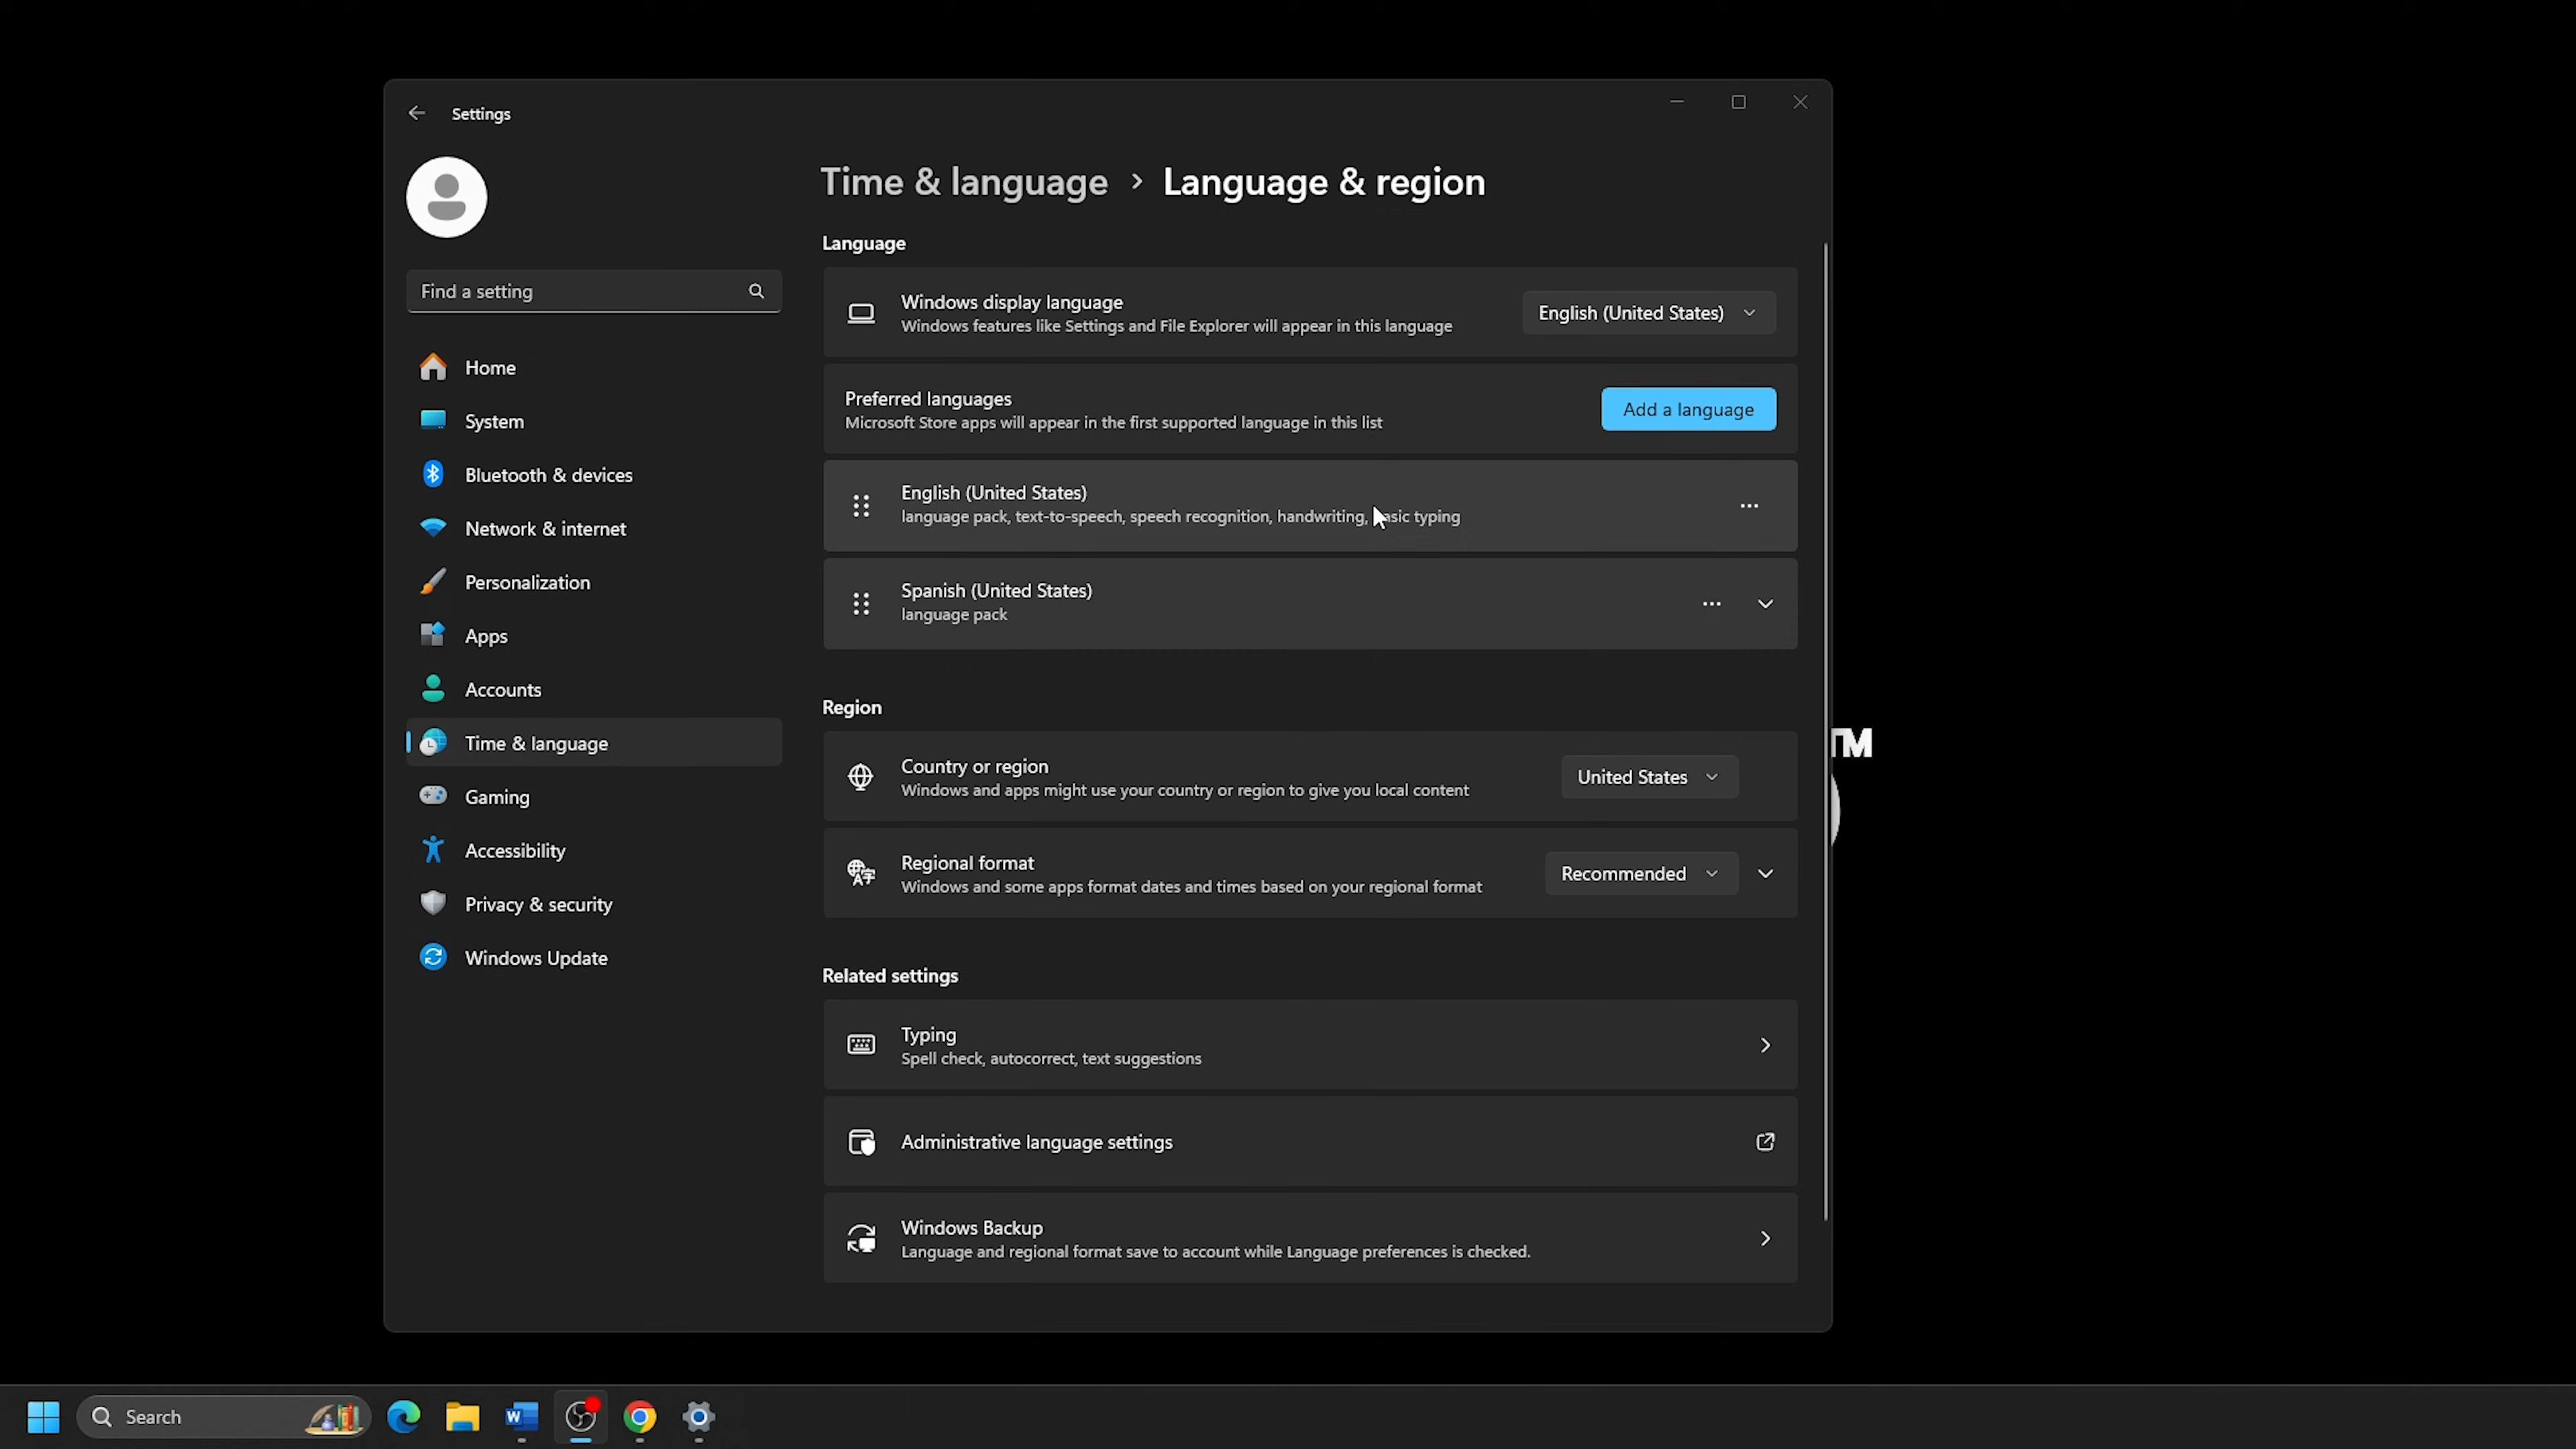 Settings
Time & language > Language & region
Find a setting
Home
System
Bluetooth & devices
Network & internet
Personalization
Apps
Accounts
Time & language
Gaming
Accessibility
Privacy & security
Windows Update
Language
Windows display language
Windows features like Settings and File Explorer will appear in this language
English (United States)
Preferred languages
Microsoft Store apps will appear in the first supported language in this list
Add a language
English (United States)
language pack, text-to-speech, speech recognition, handwriting, typing
Spanish (United States)
language pack
Region
Country or region
Windows and apps might use your country or region to give you local content
United States
Regional format
Windows and some apps format dates and times based on your regional format
Recommended
Related settings
Typing
Spell check, autocorrect, text suggestions
Administrative language settings
Windows Backup
Language and regional format save to account while Language preferences is checked.
TM
Search